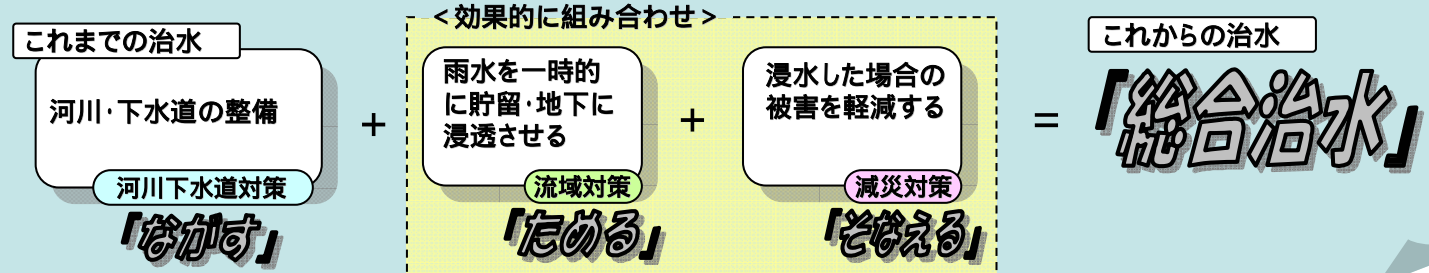 <効果的に組み合わせ>
これまでの治水
河川・下水道の整備
河川下水道対策
「ながす」
＋
雨水を一時的
に貯留・地下に
浸透させる
流域対策
「ためる」
＋
浸水した場合の
被害を軽減する
減災対策
「そなえる」
＝
これからの治水
「総合治水」